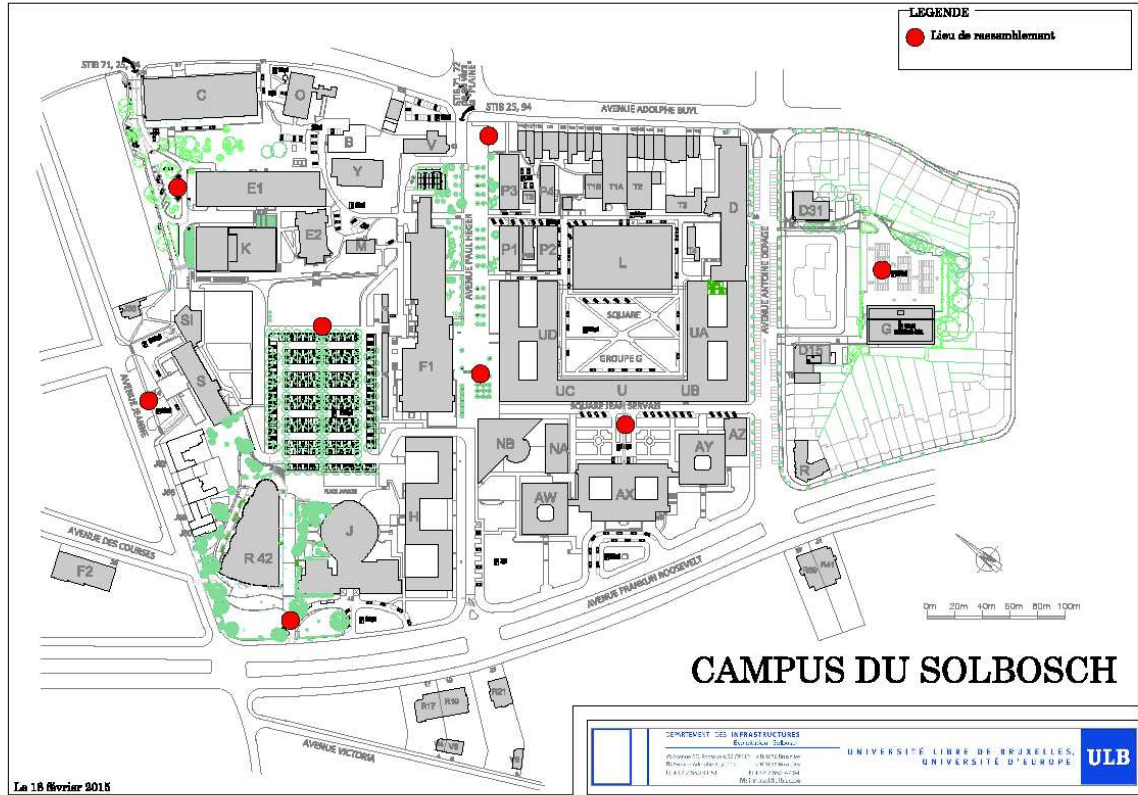 LEGENDE
Lieu de rassemblement
STIB 71, 25, 94
STIB 25, 94
AVENUE ADOLPHE BUYL
C
O
B
V
Y
E1
E2
K
M
P3
P4
P1
P2
T1B
T1A
T2
T3
D
D31
L
AVENUE PAUL HEGER
AVENUE ANTOINE DEPAGE
SI
S
F1
UD
SQUARE
GROUPE G
UA
G
D15
UC
U
UB
SQUARE JEAN SERVAIS
AVENUE JEANNE
NB
NA
AY
AZ
R
AW
AX
H
J
R 42
AVENUE DES COURSES
F2
AVENUE FRANKLIN ROOSEVELT
R39
R41
0m 20m 40m 60m 80m 100m
CAMPUS DU SOLBOSCH
R17
R19
R21
AVENUE VICTORIA
DEPARTEMENT DES INFRASTRUCTURES
UNIVERSITÉ LIBRE DE BRUXELLES,
UNIVERSITÉ D'EUROPE
ULB
Le 18 février 2015